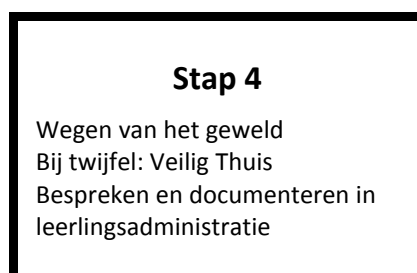 Stap 4
Wegen van het geweld
Bij twijfel: Veilig Thuis
Bespreken en documenteren in
leerlingsadministratie